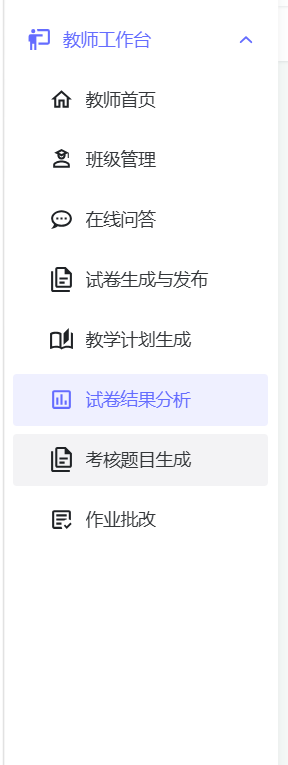 教师工作台
教师首页
班级管理
在线问答
试卷生成与发布
教学计划生成
试卷结果分析
考核题目生成
作业批改